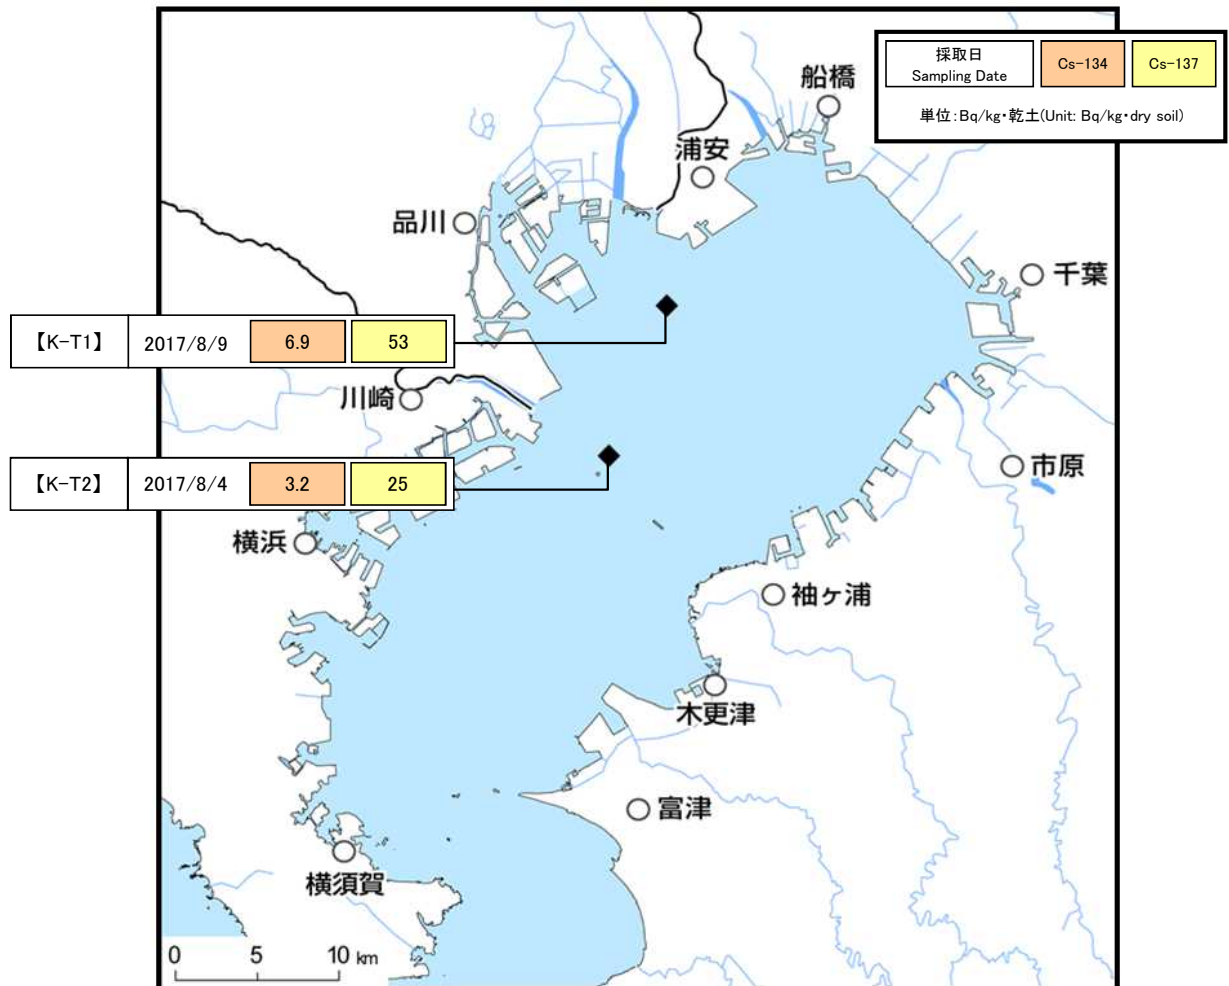 採取日
Sampling Date
Cs-134
Cs-137
単位:Bq/kg・乾土(Unit: Bq/kg・dry soil)
船橋
浦安
品川
千葉
【K-T1】 2017/8/9 6.9 53
川崎
【K-T2】 2017/8/4 3.2 25
市原
横浜
袖ヶ浦
木更津
富津
横須賀
0 5 10 km